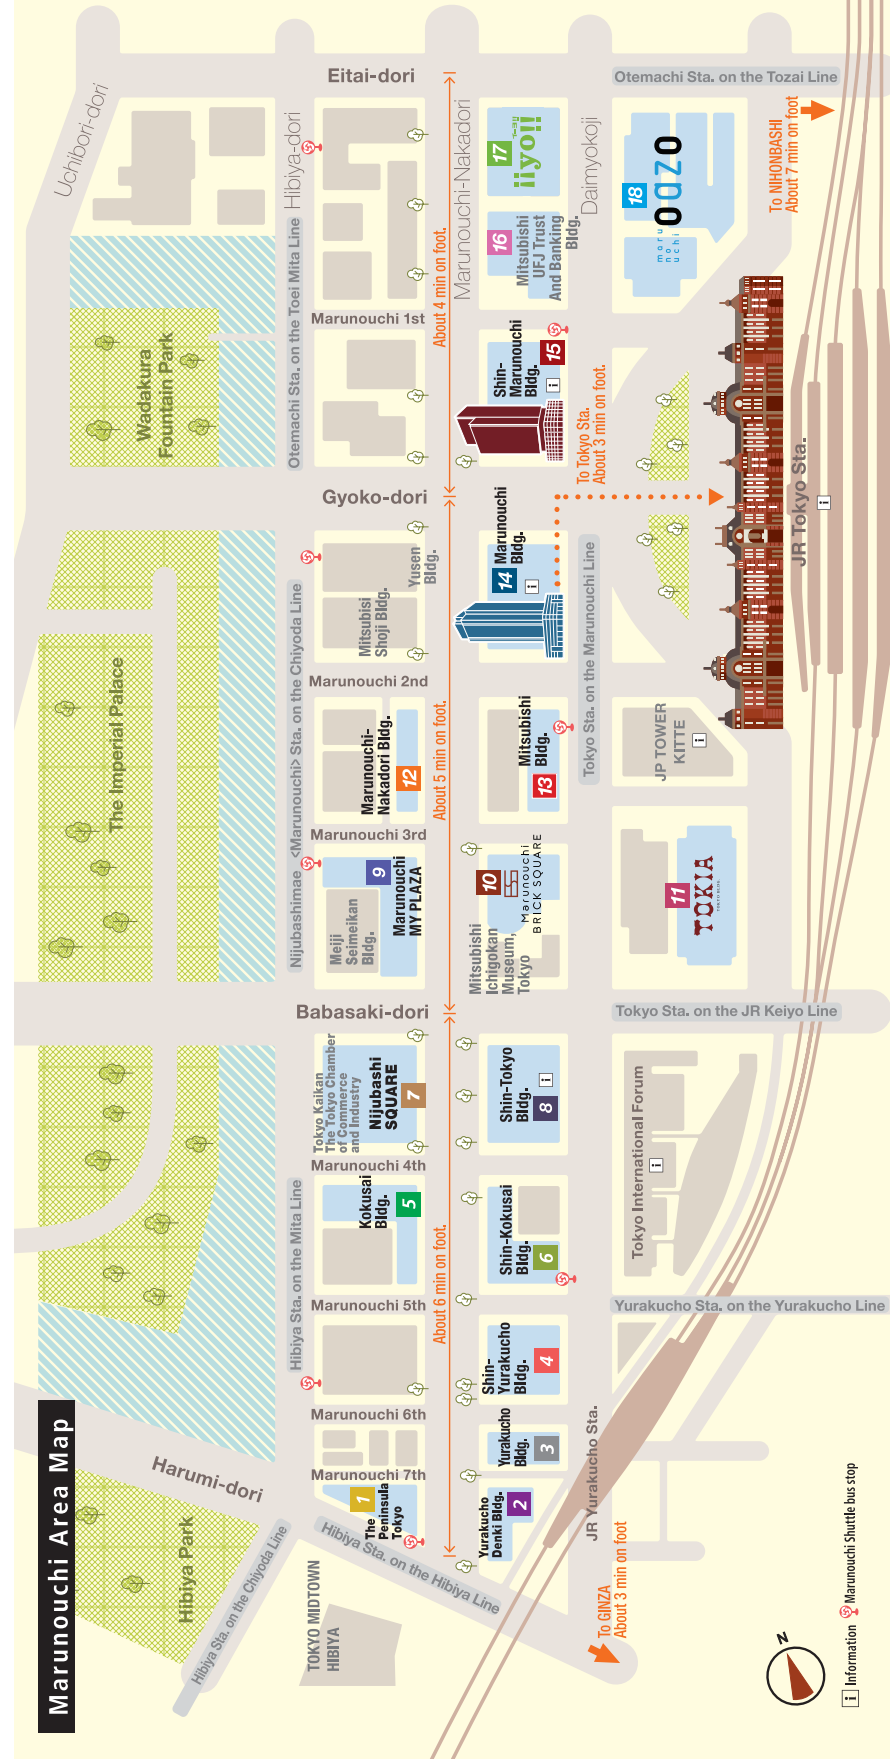 Marunouchi Area Map
Uchibori-dori
Hibiya-dori
Eitai-dori
Marunouchi-Nakadori
Daimyokoji
Otemachi Sta. on the Tozai Line
To NIHONBASHI
About 7 min on foot
Otemachi Sta. on the Toei Mita Line
About 4 min on foot.
17
iiyo!!
16
Mitsubishi
UFJ Trust
And Banking
Bldg.
18
maru
no
uchi
oazo
Marunouchi 1st
Wadakura
Fountain Park
Shin-
Marunouchi
Bldg.
15
i
To Tokyo Sta.
About 3 min on foot.
Gyoko-dori
JR Tokyo Sta.
i
Yusen
Bldg.
Mitsubisi
Shoji Bldg.
Marunouchi
Bldg.
14
i
Tokyo Sta. on the Marunouchi Line
The Imperial Palace
Nijubashimae <Marunouchi> Sta. on the Chiyoda Line
Marunouchi 2nd
Marunouchi-
Nakadori Bldg.
12
About 5 min on foot.
Mitsubishi
Bldg.
13
JP TOWER
KITTE
i
Marunouchi 3rd
9
Marunouchi
MY PLAZA
Meiji
Seimeikan
Bldg.
10
Marunouchi
BRICK SQUARE
Mitsubishi
Ichigokan
Museum,
Tokyo
11
TOKIA
Babasaki-dori
Tokyo Sta. on the JR Keiyo Line
Tokyo Kaikan
The Tokyo Chamber
of Commerce
and Industry
Nijubashi
SQUARE
7
Shin-Tokyo
Bldg.
8
i
Tokyo International Forum
i
Marunouchi 4th
Hibiya Sta. on the Mita Line
Kokusai
Bldg.
5
About 6 min on foot.
Shin-Kokusai
Bldg.
6
Marunouchi 5th
Yurakucho Sta. on the Yurakucho Line
Shin-
Yurakucho
Bldg.
4
Marunouchi 6th
Yurakucho
Bldg.
3
JR Yurakucho Sta.
Harumi-dori
Marunouchi 7th
1
The
Peninsula
Tokyo
Yurakucho
Denki Bldg.
2
Hibiya Park
Hibiya Sta. on the Chiyoda Line
Hibiya Sta. on the Hibiya Line
TOKYO MIDTOWN
HIBIYA
To GINZA
About 3 min on foot
N
i Information
Marunouchi Shuttle bus stop